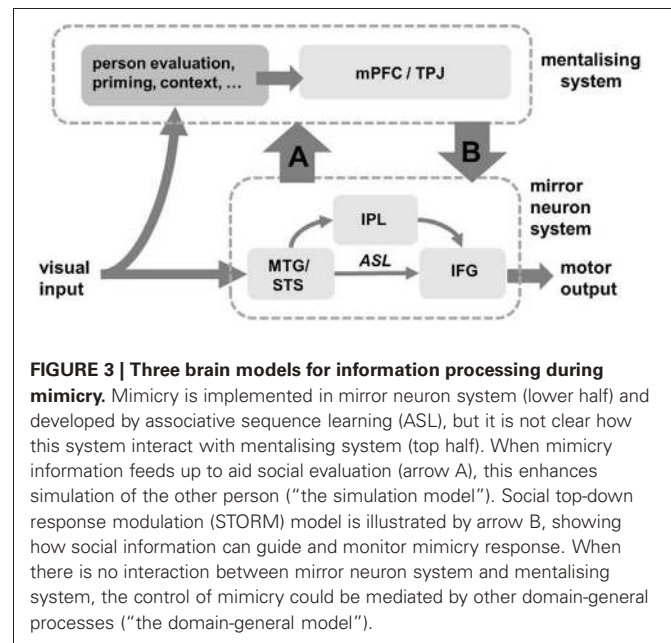 person evaluation,
priming, context, ...
mPFC / TPJ
mentalising
system
A
B
mirror
neuron
system
IPL
visual
input
MTG/
STS
ASL
IFG
motor
output
FIGURE 3 | Three brain models for information processing during
mimicry. Mimicry is implemented in mirror neuron system (lower half) and
developed by associative sequence learning (ASL), but it is not clear how
this system interact with mentalising system (top half). When mimicry
information feeds up to aid social evaluation (arrow A), this enhances
simulation of the other person (“the simulation model”). Social top-down
response modulation (STORM) model is illustrated by arrow B, showing
how social information can guide and monitor mimicry response. When
there is no interaction between mirror neuron system and mentalising
system, the control of mimicry could be mediated by other domain-general
processes (“the domain-general model”).